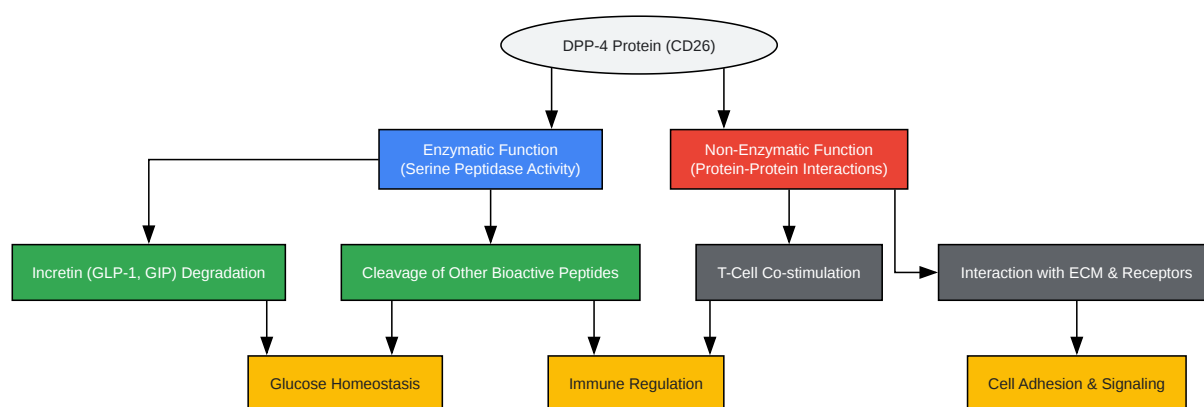 DPP-4 Protein (CD26)
Enzymatic Function
(Serine Peptidase Activity)
Non-Enzymatic Function
(Protein-Protein Interactions)
Incretin (GLP-1, GIP) Degradation
Cleavage of Other Bioactive Peptides
T-Cell Co-stimulation
Interaction with ECM & Receptors
Glucose Homeostasis
Immune Regulation
Cell Adhesion & Signaling